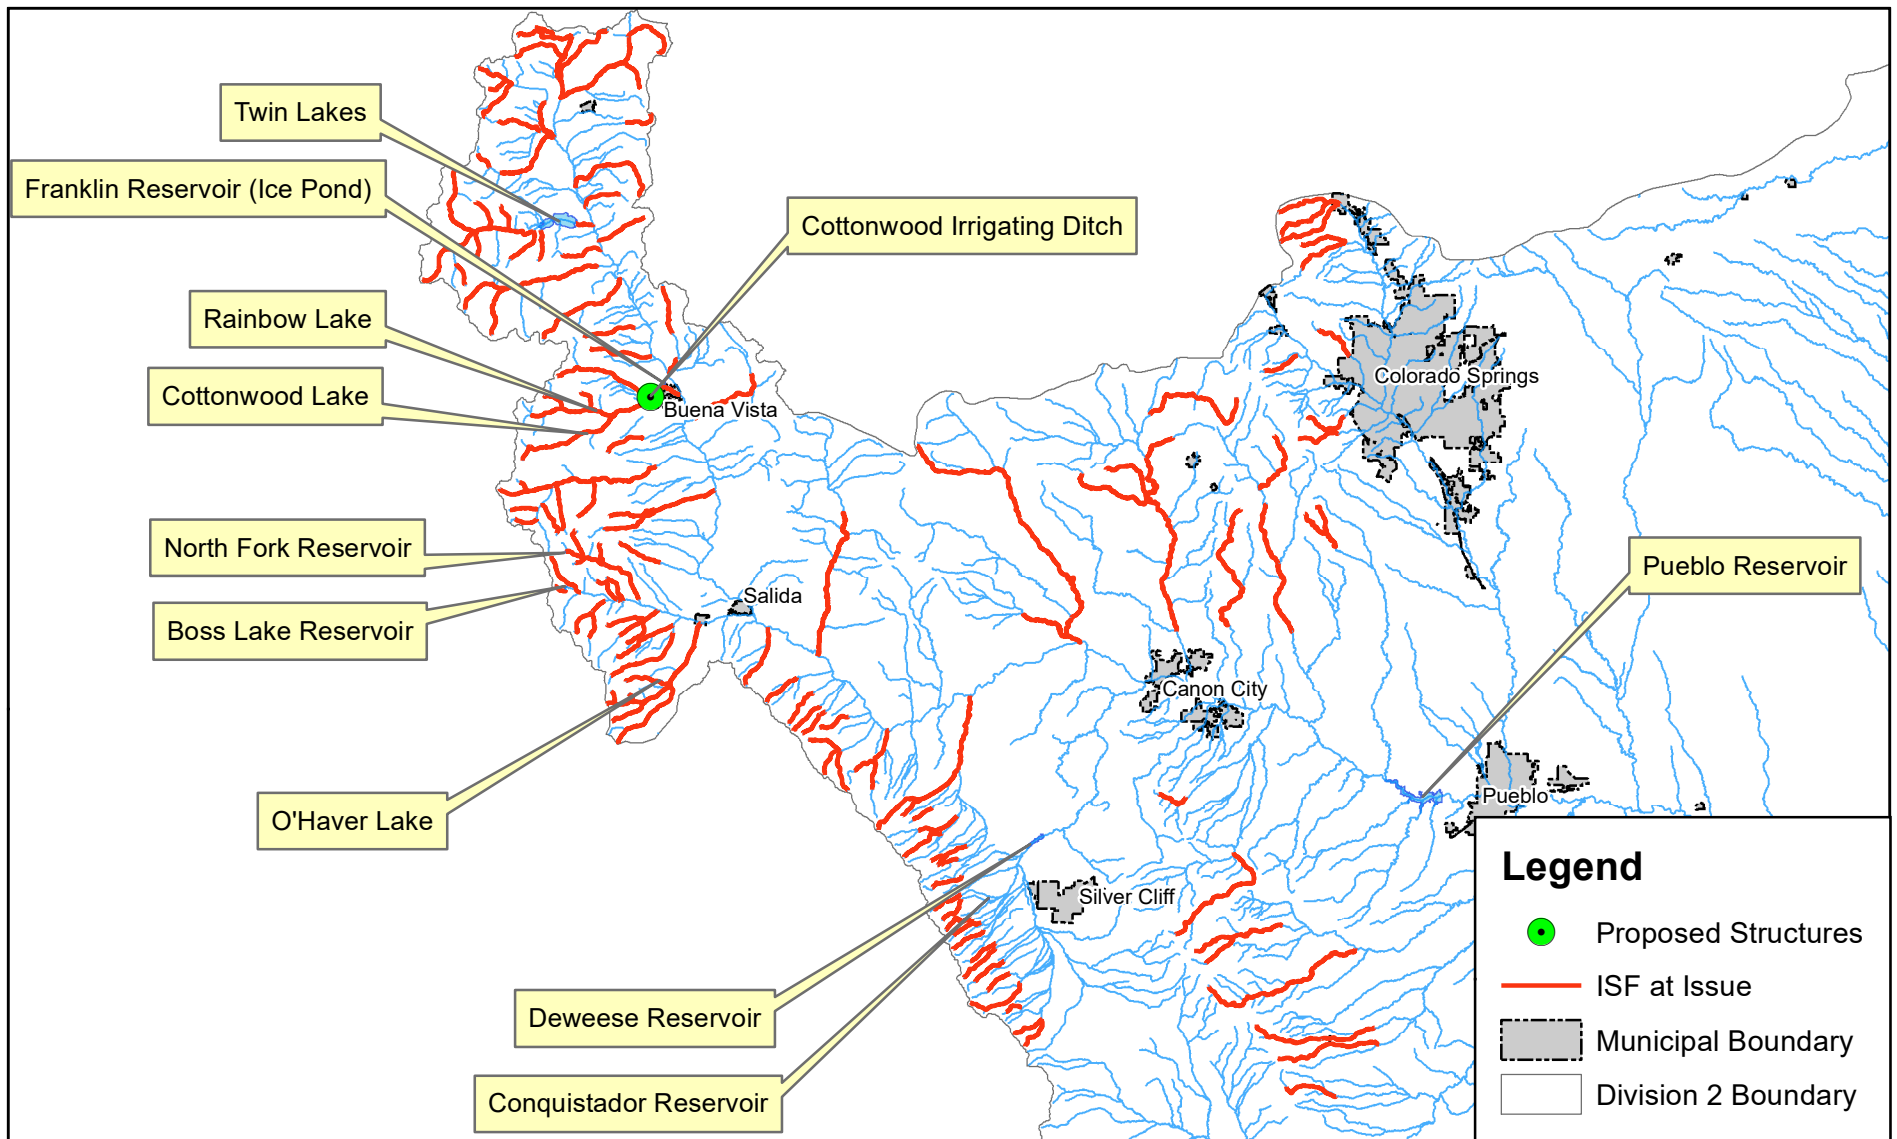 Twin Lakes
Franklin Reservoir (Ice Pond)
Cottonwood Irrigating Ditch
Rainbow Lake
Cottonwood Lake
Colorado Springs
Buena Vista
North Fork Reservoir
Pueblo Reservoir
Salida
Boss Lake Reservoir
Canon City
O'Haver Lake
Pueblo
Silver Cliff
Deweese Reservoir
Conquistador Reservoir
Legend
Proposed Structures
ISF at Issue
Municipal Boundary
Division 2 Boundary